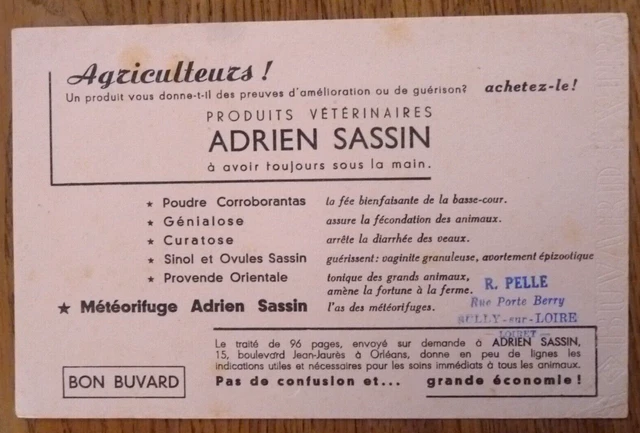 Agriculteurs !
Un produit vous donne-t-il des preuves d'amélioration ou de guérison? achetez-le!
PRODUITS VÉTÉRINAIRES
ADRIEN SASSIN
à avoir toujours sous la main.
★ Poudre Corroborantas la fée bienfaisante de la basse-cour.
★ Génialose assure la fécondation des animaux.
★ Curatose arrête la diarrhée des veaux.
★ Sinol et Ovules Sassin guérissent: vaginite granuleuse, avortement épizootique
★ Provende Orientale tonique des grands animaux,
amène la fortune à la ferme.
★ Météorifuge Adrien Sassin l'as des météorifuges.
R. PELLE
Rue Porte Berry
SULLY-sur-LOIRE
— LOIRET —
Le traité de 96 pages, envoyé sur demande à ADRIEN SASSIN,
15, boulevard Jean-Jaurès à Orléans, donne en peu de lignes les
indications utiles et nécessaires pour les soins immédiats à tous les animaux.
Pas de confusion et... grande économie !
BON BUVARD